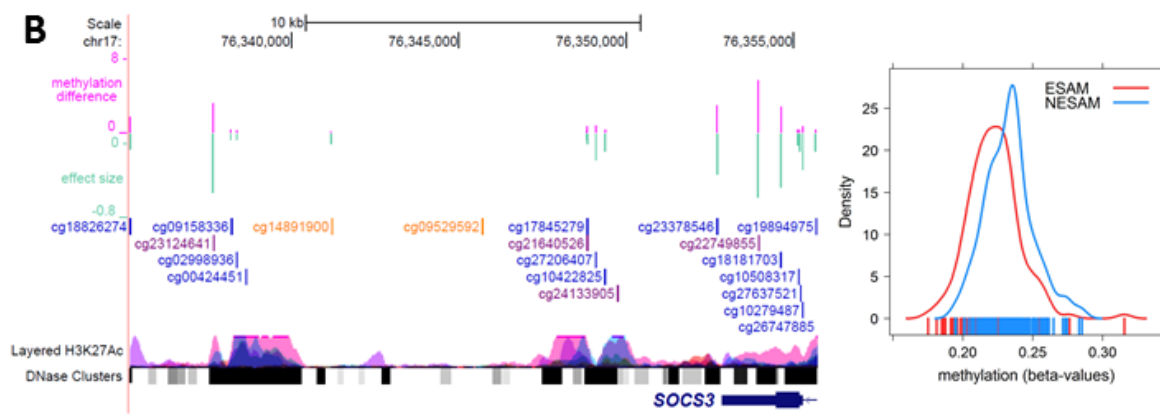 B
Scale
10 kb
chr17:
76,340,000
76,345,000
76,350,000
76,355,000
8
methylation
difference
0
0
effect size
-0.8
cg18826274
cg09158336
cg14891900
cg09529592
cg17845279
cg23378546
cg19894975
cg23124641
cg21640526
cg22749855
cg02998936
cg27206407
cg18181703
cg00424451
cg10422825
cg10508317
cg24133905
cg27637521
cg10279487
cg26747885
Layered H3K27Ac
DNase Clusters
SOCS3
ESAM
NESAM
Density
25
20
15
10
5
0
0.20
0.25
0.30
methylation (beta-values)